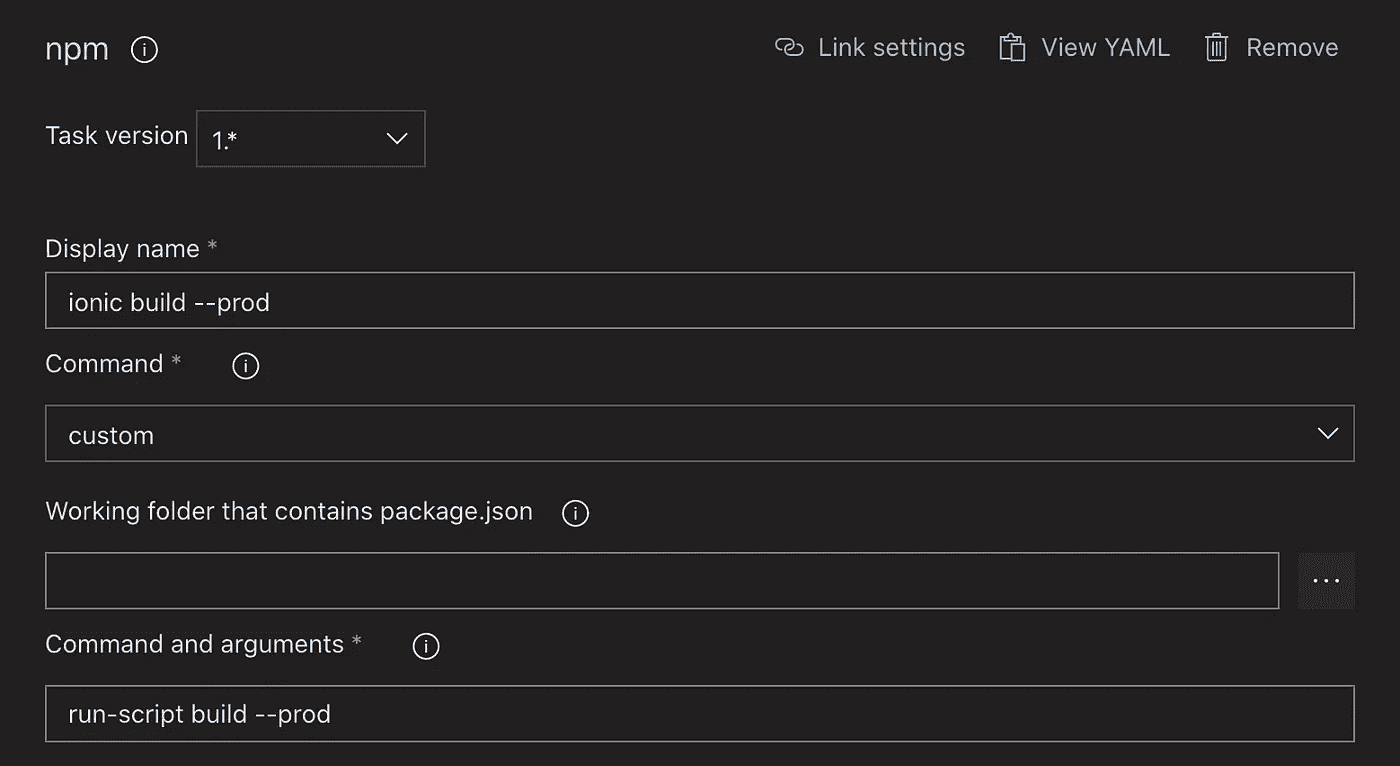 npm
Link settings
View YAML
Remove
Task version
1.*
Display name *
ionic build --prod
Command *
custom
Working folder that contains package.json
...
Command and arguments *
run-script build --prod